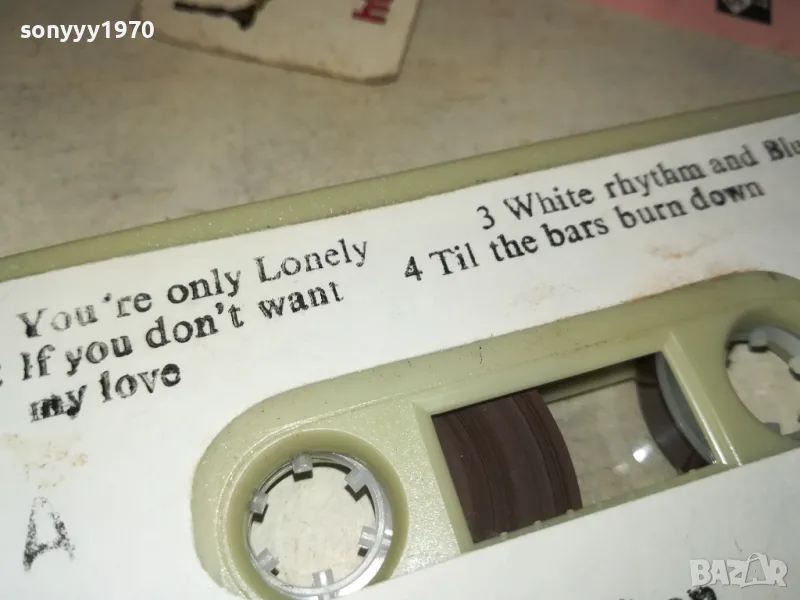 sonyyy1970
You're only Lonely
If you don't want
my love
3 White rhythm and Blu
4 Til the bars burn down
A
BAZAR